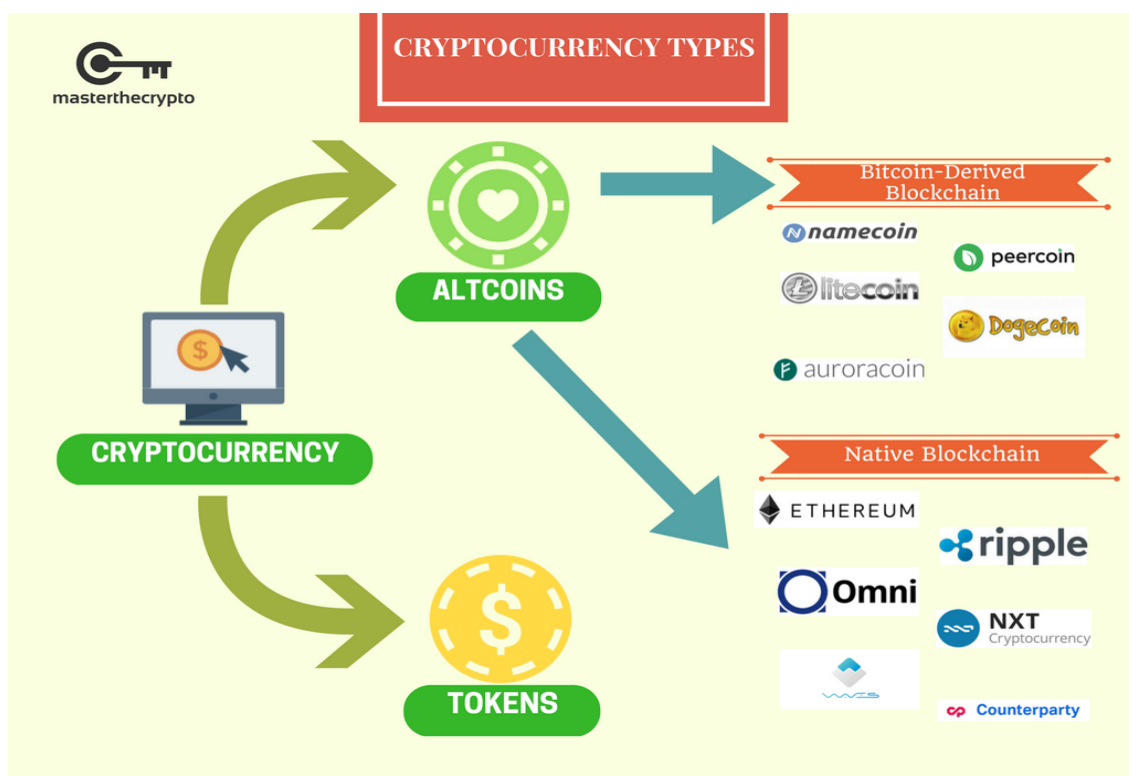 CRYPTOCURRENCY TYPES
masterthecrypto
ALTCOINS
CRYPTOCURRENCY
TOKENS
Bitcoin-Derived
Blockchain
namecoin
peercoin
litecoin
DOGECOIN
auroracoin
Native Blockchain
ETHEREUM
ripple
Omni
NXT
Cryptocurrency
Counterparty